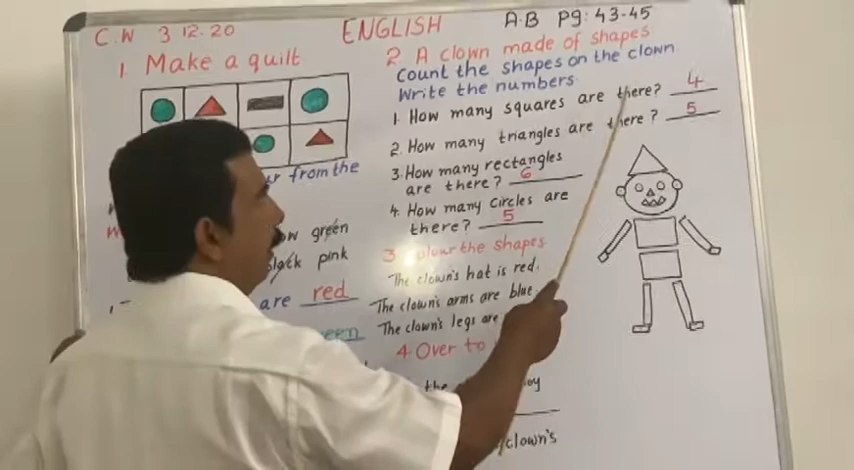 C.W 3 12.20
ENGLISH
A.B Pg: 43-45
1. Make a quilt
from the
green
black pink
are red
een
2. A clown made of shapes
Count the shapes on the clown
Write the numbers.
1. How many squares are there? 4
2. How many triangles are there? 5
3. How many rectangles
are there? 6
4. How many circles are
there? 5
3 colour the shapes
The clown's hat is red.
The clown's arms are blue.
The clown's legs are
4 Over to
the
clown's